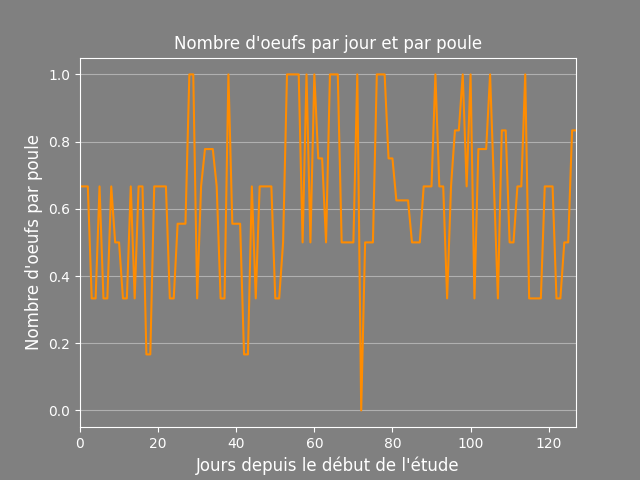 Nombre d'oeufs par jour et par poule
Nombre d'oeufs par poule
1.0
0.8
0.6
0.4
0.2
0.0
0 20 40 60 80 100 120
Jours depuis le début de l'étude